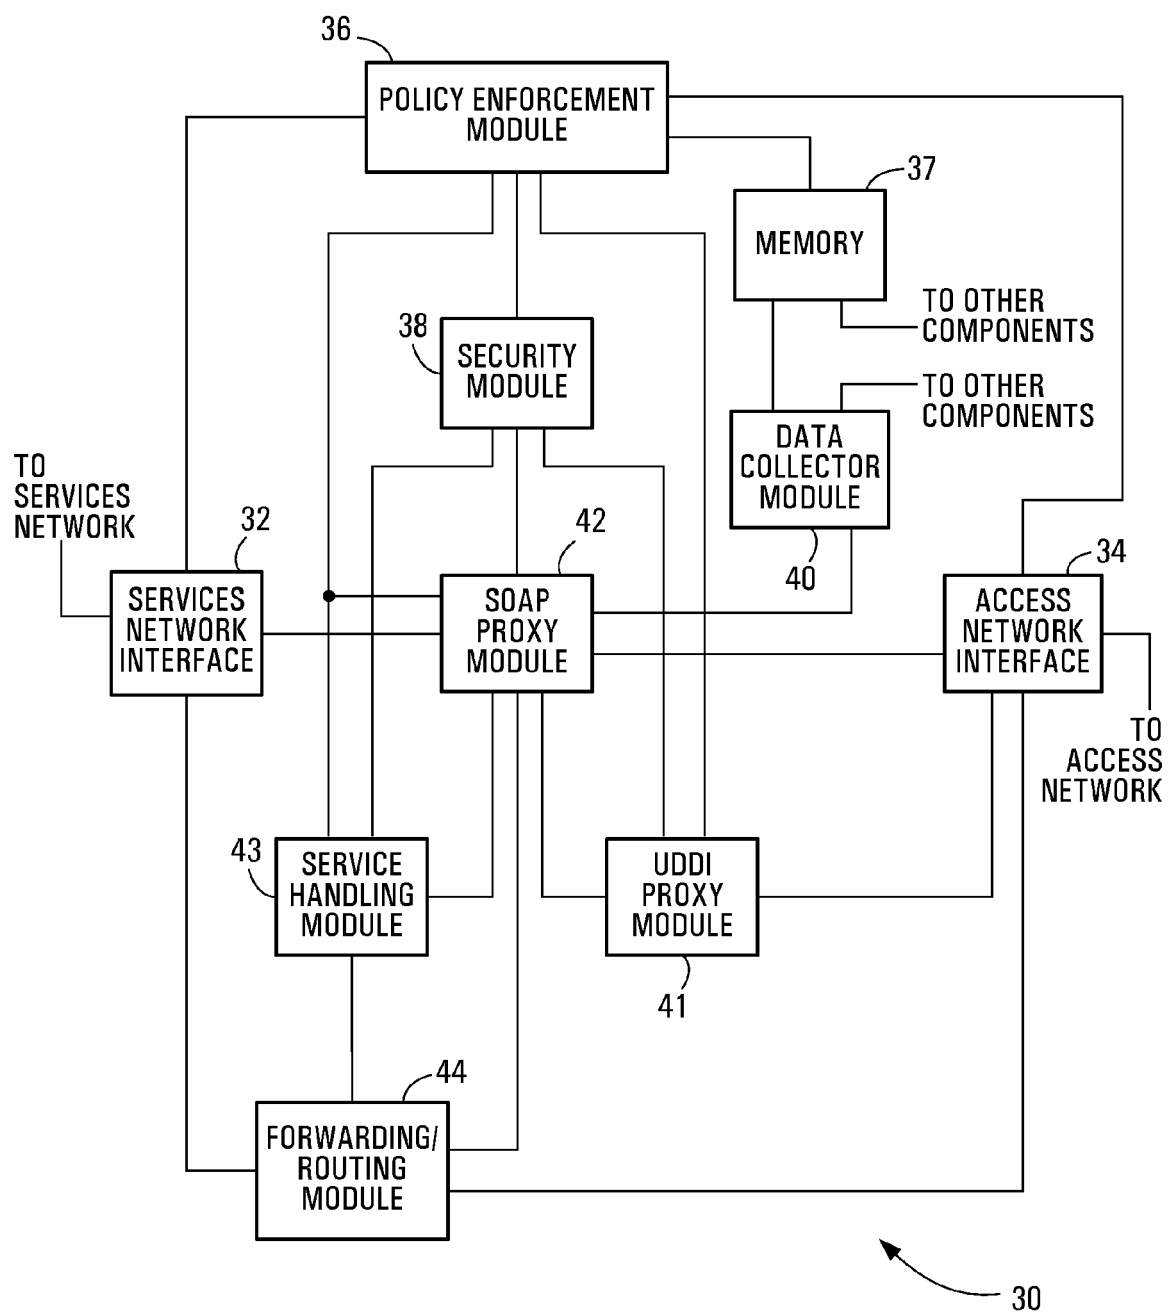 36
POLICY ENFORCEMENT
MODULE
37
MEMORY
TO OTHER
COMPONENTS
38
SECURITY
MODULE
TO OTHER
COMPONENTS
DATA
COLLECTOR
MODULE
40
TO
SERVICES
NETWORK
32
SERVICES
NETWORK
INTERFACE
42
SOAP
PROXY
MODULE
34
ACCESS
NETWORK
INTERFACE
TO
ACCESS
NETWORK
43
SERVICE
HANDLING
MODULE
UDDI
PROXY
MODULE
41
44
FORWARDING/
ROUTING
MODULE
30